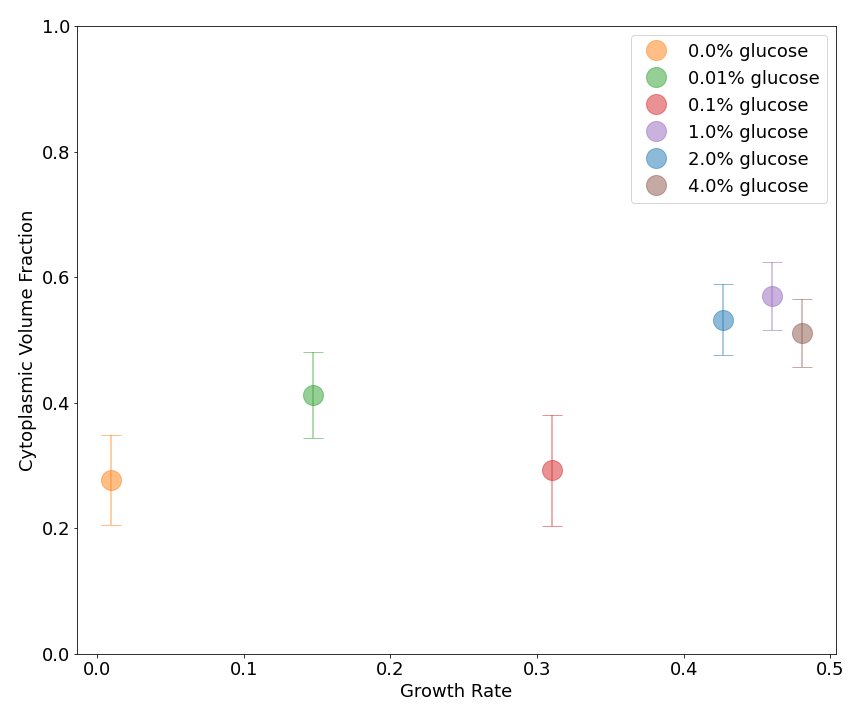 1.0
0.8
0.6
0.4
0.2
0.0
Cytoplasmic Volume Fraction
0.0% glucose
0.01% glucose
0.1% glucose
1.0% glucose
2.0% glucose
4.0% glucose
0.0 0.1 0.2 0.3 0.4 0.5
Growth Rate